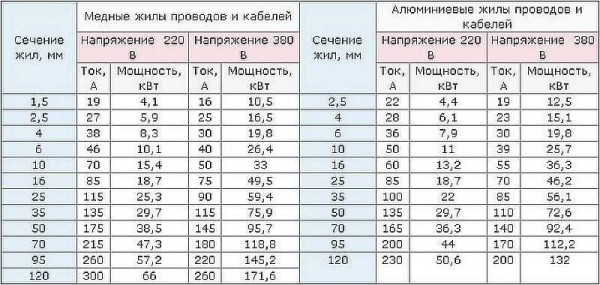 Сечение жил, мм | Медные жилы проводов и кабелей | Сечение жил, мм | Алюминиевые жилы проводов и кабелей
Напряжение 220 В | Напряжение 380 В | Напряжение 220 В | Напряжение 380 В
Ток, А | Мощность, кВт | Ток, А | Мощность, кВт | Ток, А | Мощность, кВт | Ток, А | Мощность, кВт
1,5 | 19 | 4,1 | 16 | 10,5 | 2,5 | 22 | 4,4 | 19 | 12,5
2,5 | 27 | 5,9 | 25 | 16,5 | 4 | 28 | 6,1 | 23 | 15,1
4 | 38 | 8,3 | 30 | 19,8 | 6 | 36 | 7,9 | 30 | 19,8
6 | 46 | 10,1 | 40 | 26,4 | 10 | 50 | 11 | 39 | 25,7
10 | 70 | 15,4 | 50 | 33 | 16 | 60 | 13,2 | 55 | 36,3
16 | 85 | 18,7 | 75 | 49,5 | 25 | 85 | 18,7 | 70 | 46,2
25 | 115 | 25,3 | 90 | 59,4 | 35 | 100 | 22 | 85 | 56,1
35 | 135 | 29,7 | 115 | 75,9 | 50 | 135 | 29,7 | 110 | 72,6
50 | 175 | 38,5 | 145 | 95,7 | 70 | 165 | 36,3 | 140 | 92,4
70 | 215 | 47,3 | 180 | 118,8 | 95 | 200 | 44 | 170 | 112,2
95 | 260 | 57,2 | 220 | 145,2 | 120 | 230 | 50,6 | 200 | 132
120 | 300 | 66 | 260 | 171,6